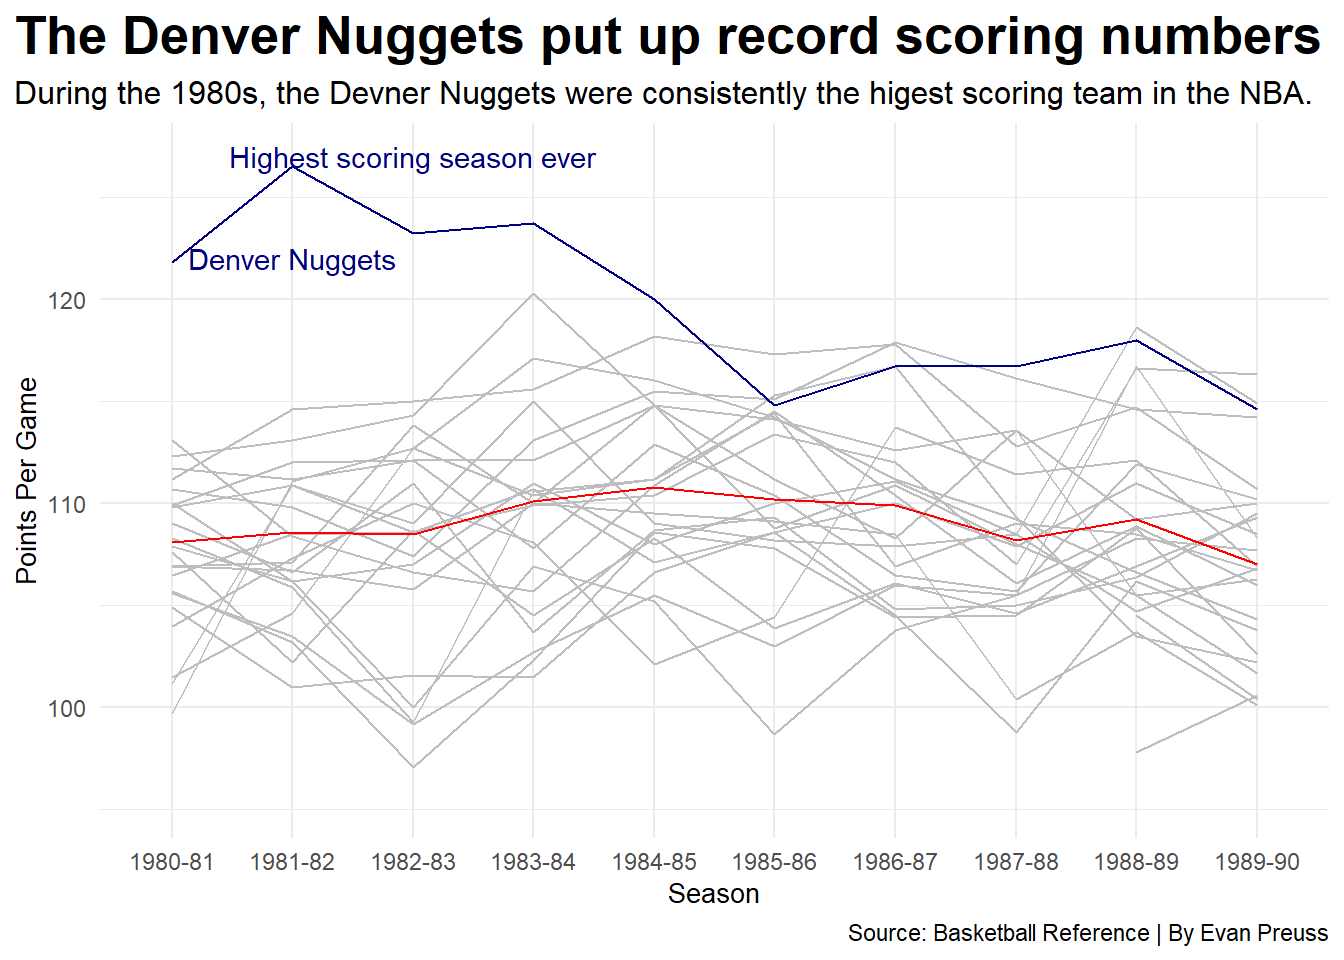 The Denver Nuggets put up record scoring numbers
During the 1980s, the Devner Nuggets were consistently the higest scoring team in the NBA.
Highest scoring season ever
Denver Nuggets
120
110
100
Points Per Game
1980-81 1981-82 1982-83 1983-84 1984-85 1985-86 1986-87 1987-88 1988-89 1989-90
Season
Source: Basketball Reference | By Evan Preuss